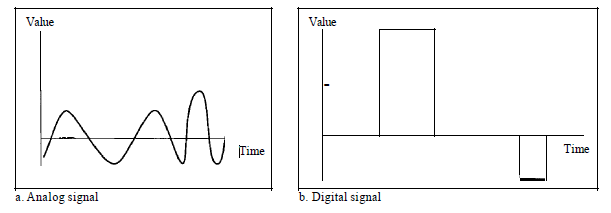 Value
Time
a. Analog signal
Value
Time
b. Digital signal